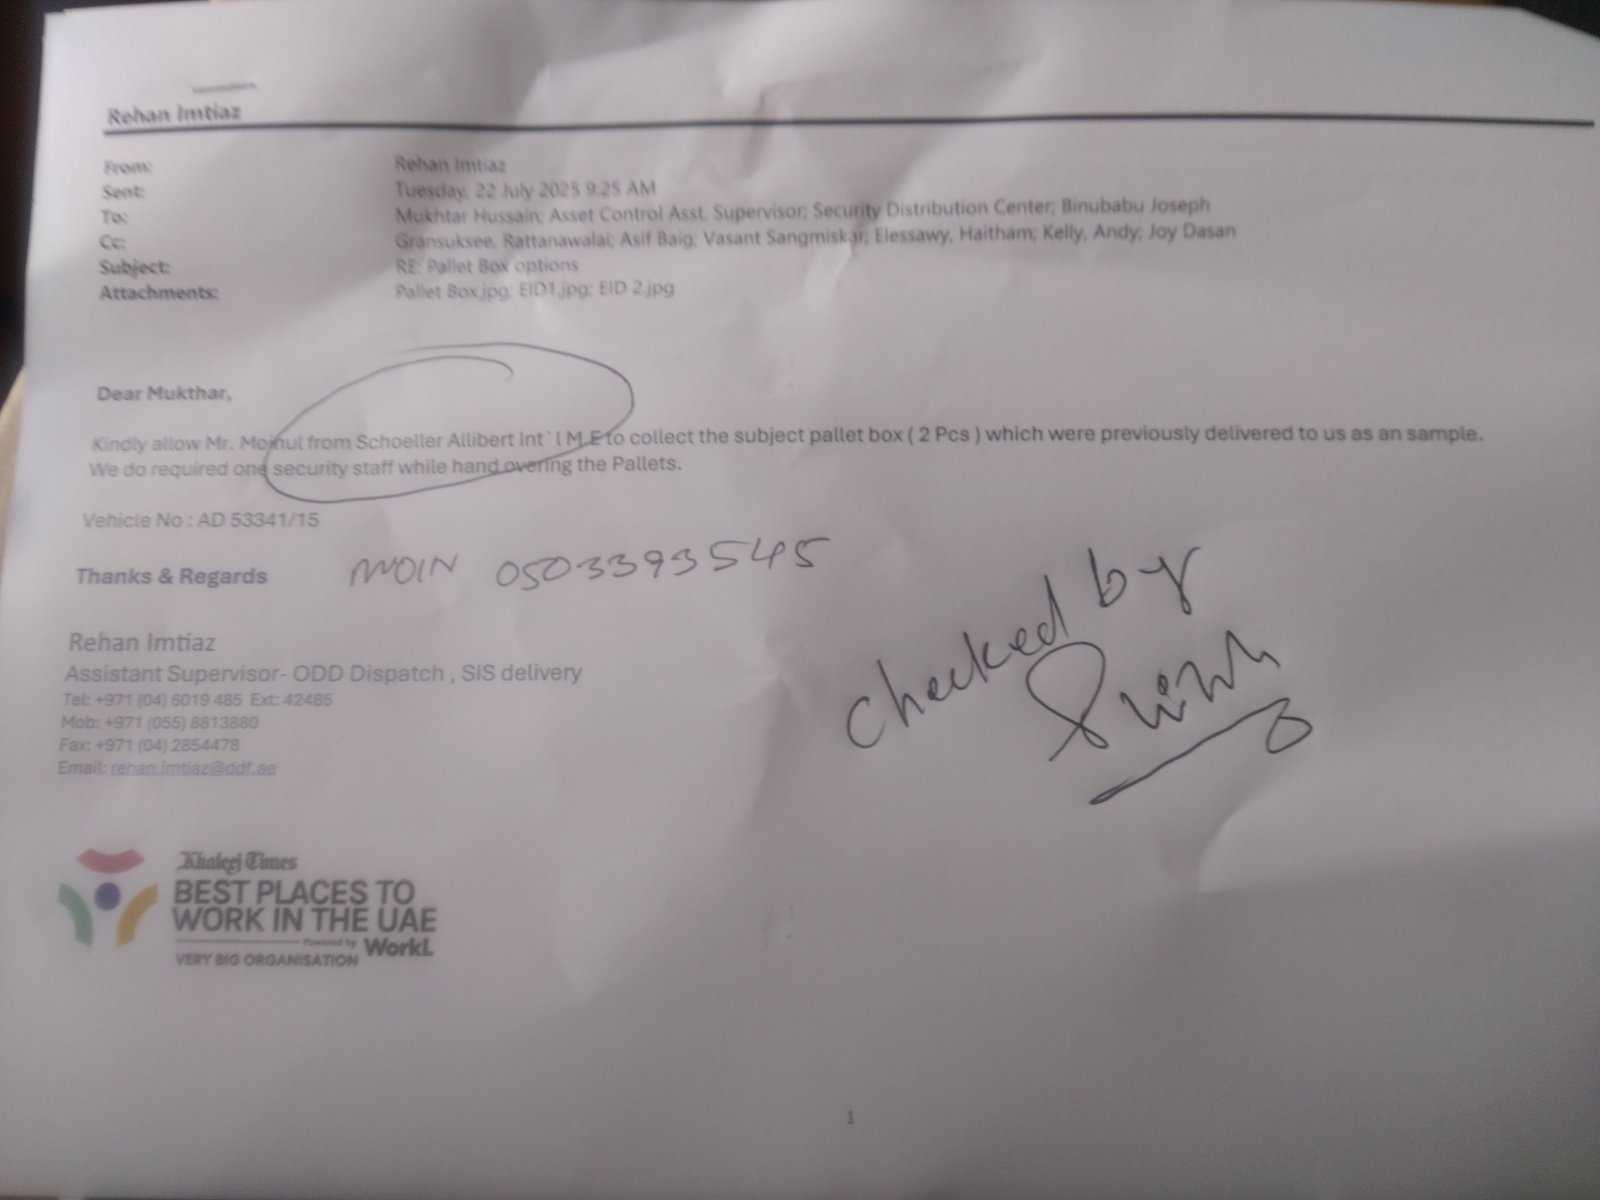 Rehan Imtiaz
From: Rehan Imtiaz
Sent: Tuesday, 22 July 2025 9:25 AM
To: Mukhtar Hussain; Asset Control Asst. Supervisor; Security Distribution Center; Binubabu Joseph
Cc: Gransuksee, Rattanawalai; Asif Baig; Vasant Sangmiskar; Elessawy, Haitham; Kelly, Andy; Joy Dasan
Subject: RE: Pallet Box options
Attachments: Pallet Box.jpg; EID1.jpg; EID 2.jpg
Dear Mukthar,
Kindly allow Mr. Moinul from Schoeller Allibert Int`l M.E to collect the subject pallet box ( 2 Pcs ) which were previously delivered to us as an sample.
We do required one security staff while hand overing the Pallets.
Vehicle No : AD 53341/15
Thanks & Regards
MOIN 0503393545
Checked by
Rehan Imtiaz
Assistant Supervisor- ODD Dispatch , SIS delivery
Tel: +971 (04) 6019 485 Ext: 42485
Mob: +971 (055) 8813880
Fax: +971 (04) 2854478
Email: rehan.imtiaz@ddf.ae
Khaleej Times
BEST PLACES TO
WORK IN THE UAE
Powered by WorkL
VERY BIG ORGANISATION
1